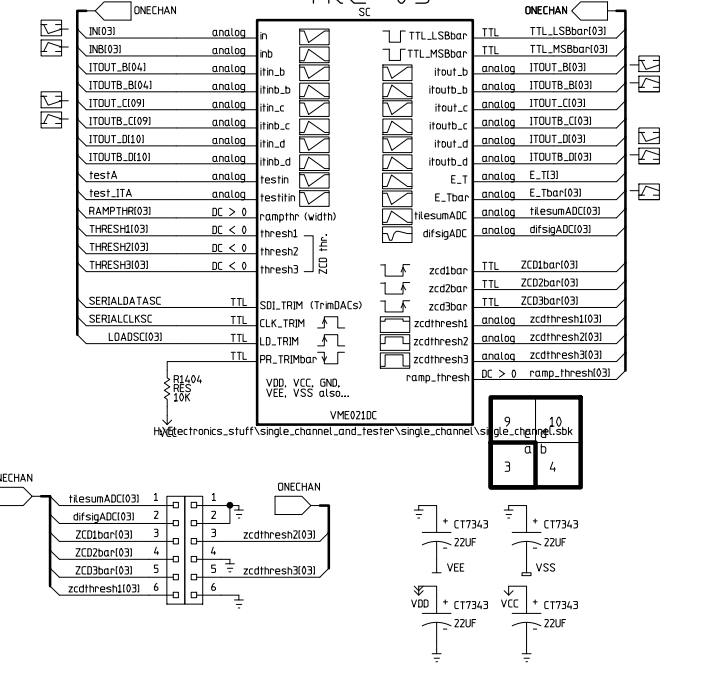 ONECHAN
SC
ONECHAN
IN[03] analog in TTL_LSBbar TTL TTL_LSBbar[03]
INB[03] analog inb TTL_MSBbar TTL TTL_MSBbar[03]
ITOUT_B[04] analog itin_b itout_b analog ITOUT_B[03]
ITOUTB_B[04] analog itinb_b itoutb_b analog ITOUTB_B[03]
ITOUT_C[09] analog itin_c itout_c analog ITOUT_C[03]
ITOUTB_C[09] analog itinb_c itoutb_c analog ITOUTB_C[03]
ITOUT_D[10] analog itin_d itout_d analog ITOUT_D[03]
ITOUTB_D[10] analog itinb_d itoutb_d analog ITOUTB_D[03]
testA analog testin E_T analog E_T[3]
test_ITA analog testitin E_Tbar analog E_Tbar[03]
RAMPTHR[03] DC > 0 rampthr (width) tilesumADC analog tilesumADC[03]
THRESH1[03] DC < 0 thresh1 difsigADC analog difsigADC[03]
THRESH2[03] DC < 0 thresh2
THRESH3[03] DC < 0 thresh3
ZCD thr.
zcd1bar TTL ZCD1bar[03]
zcd2bar TTL ZCD2bar[03]
SERIALDATASC TTL SDI_TRIM (TrimDACs) zcd3bar TTL ZCD3bar[03]
SERIALCLKSC TTL CLK_TRIM zcdthresh1 analog zcdthresh1[03]
LOADSC[03] TTL LD_TRIM zcdthresh2 analog zcdthresh2[03]
TTL PR_TRIMbar zcdthresh3 analog zcdthresh3[03]
ramp_thresh DC > 0 ramp_thresh[03]
R1404
RES
10K
VDD, VCC, GND,
VEE, VSS also...
VME021DC
9 10
c d
H:\Electronics_stuff\single_channel_and_tester\single_channel\single_channel.sbk
a b
3 4
NECHAN
ONECHAN
tilesumADC[03] 1 1
difsigADC[03] 2 2
ZCD1bar[03] 3 3 zcdthresh2[03]
ZCD2bar[03] 4 4
ZCD3bar[03] 5 5 zcdthresh3[03]
zcdthresh1[03] 6 6
+ CT7343
22UF
-
VEE
+ CT7343
22UF
-
VSS
VDD
+ CT7343
22UF
-
VCC
+ CT7343
22UF
-